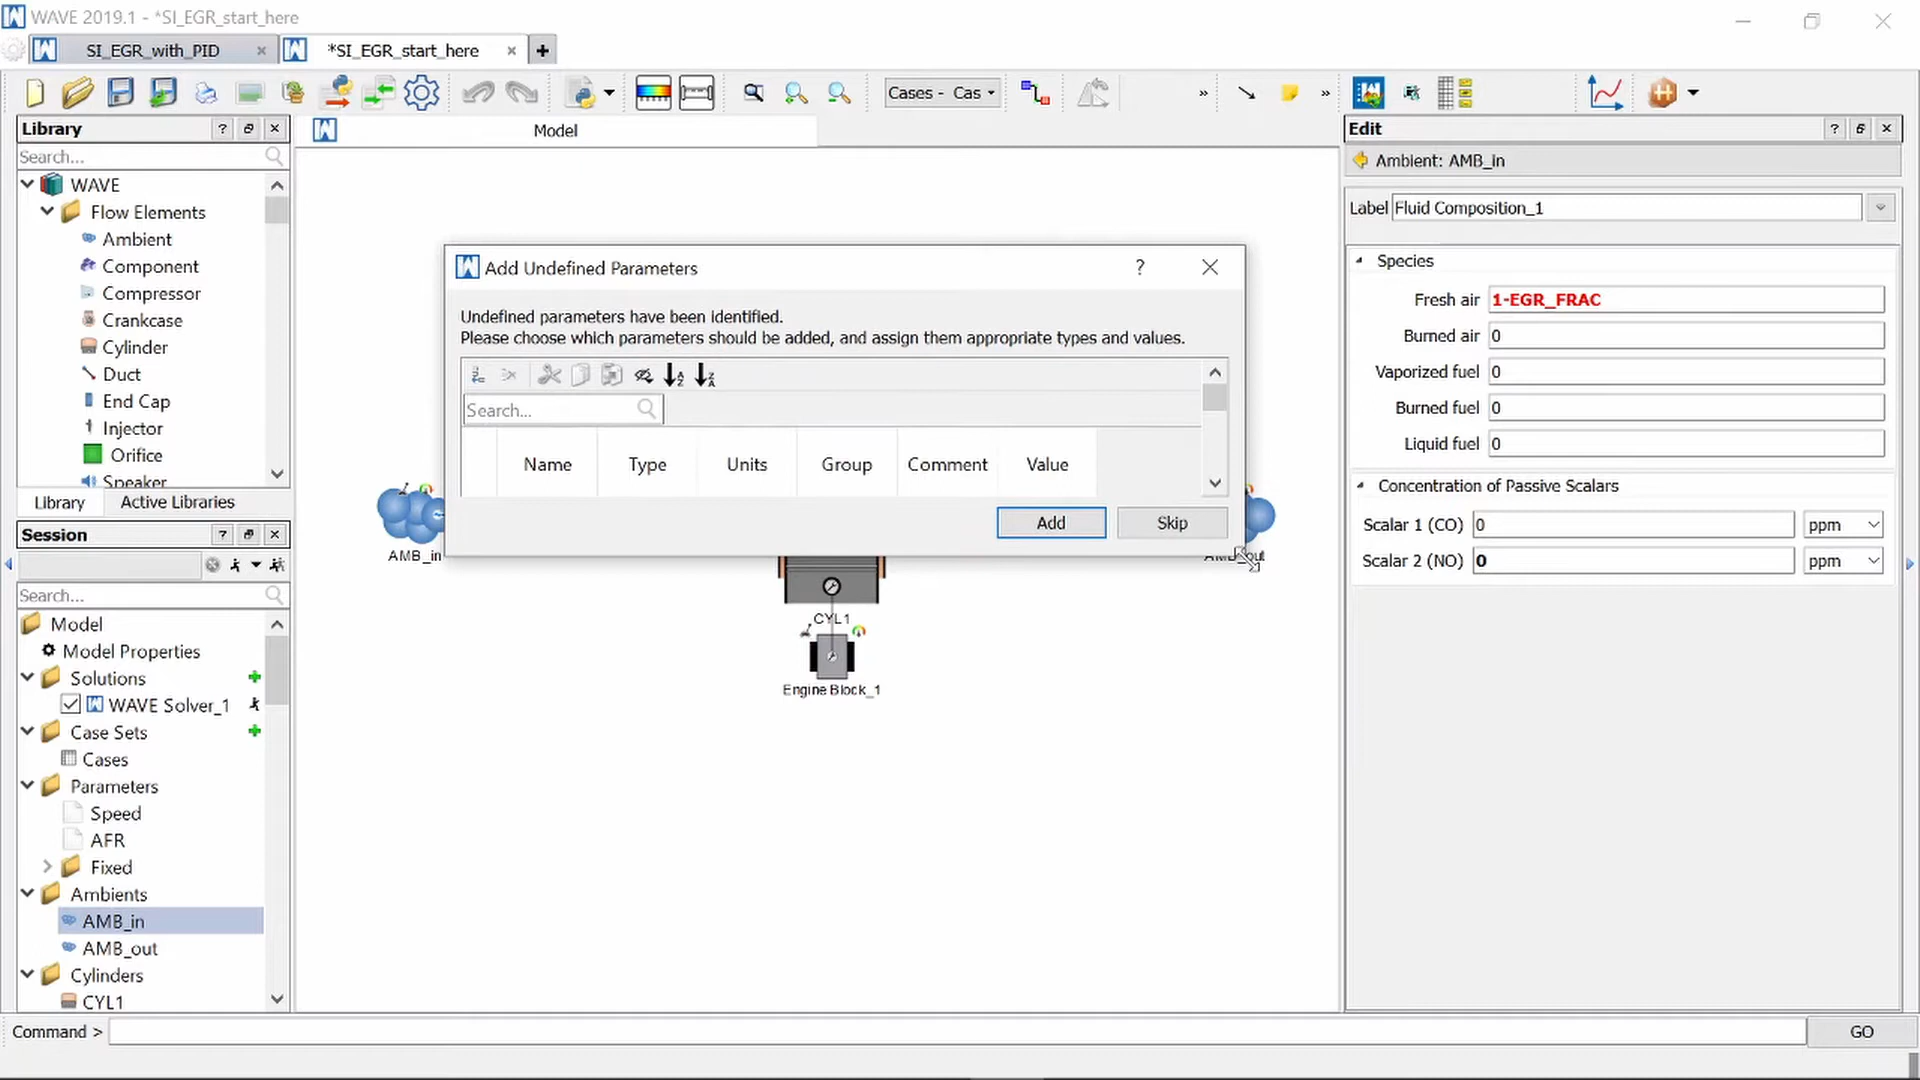 WAVE 2019.1 - *SI_EGR_start_here
SI_EGR_with_PID
*SI_EGR_start_here
Cases - Cas
Library
Search...
WAVE
Flow Elements
Ambient
Component
Compressor
Crankcase
Cylinder
Duct
End Cap
Injector
Orifice
Speaker
Library
Active Libraries
Session
Search...
Model
Model Properties
Solutions
WAVE Solver_1
Case Sets
Cases
Parameters
Speed
AFR
Fixed
Ambients
AMB_in
AMB_out
Cylinders
CYL1
Model
AMB_in
AMB_out
CYL1
Engine Block_1
Add Undefined Parameters
Undefined parameters have been identified.
Please choose which parameters should be added, and assign them appropriate types and values.
Search...
Name Type Units Group Comment Value
Add
Skip
Edit
Ambient: AMB_in
Label Fluid Composition_1
Species
Fresh air 1-EGR_FRAC
Burned air 0
Vaporized fuel 0
Burned fuel 0
Liquid fuel 0
Concentration of Passive Scalars
Scalar 1 (CO) 0 ppm
Scalar 2 (NO) 0 ppm
Command >
GO